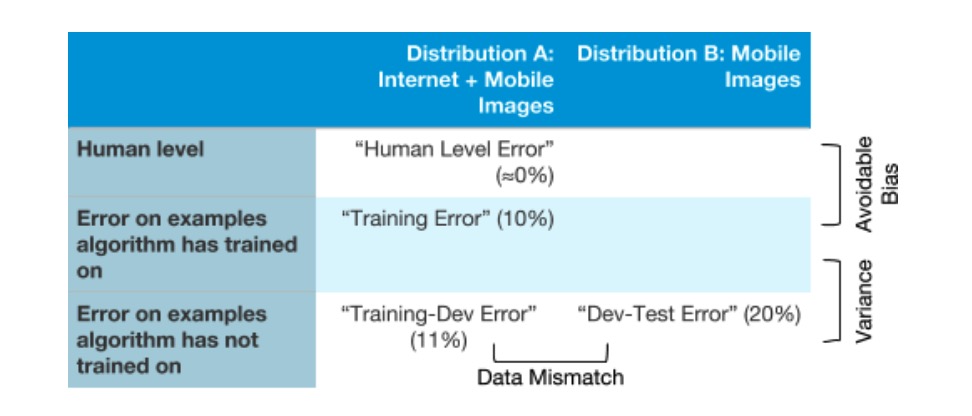 Distribution A:
Internet + Mobile
Images
Distribution B: Mobile
Images
Human level
“Human Level Error”
(≈0%)
Error on examples
algorithm has trained
on
“Training Error” (10%)
Error on examples
algorithm has not
trained on
“Training-Dev Error”
(11%)
“Dev-Test Error” (20%)
Data Mismatch
Avoidable
Bias
Variance